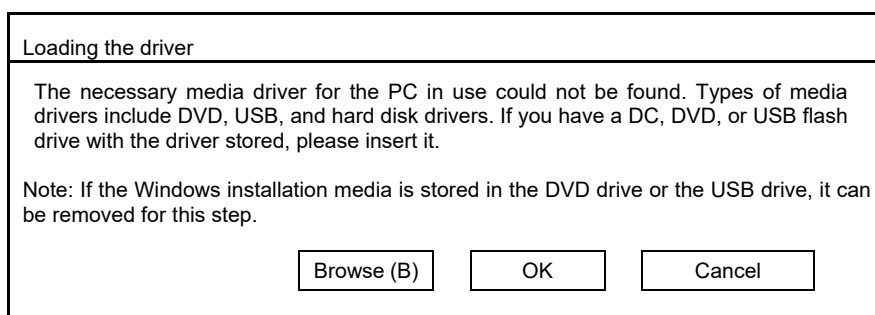 Loading the driver
The necessary media driver for the PC in use could not be found. Types of media
drivers include DVD, USB, and hard disk drivers. If you have a DC, DVD, or USB flash
drive with the driver stored, please insert it.
Note: If the Windows installation media is stored in the DVD drive or the USB drive, it can
be removed for this step.
Browse (B) OK Cancel